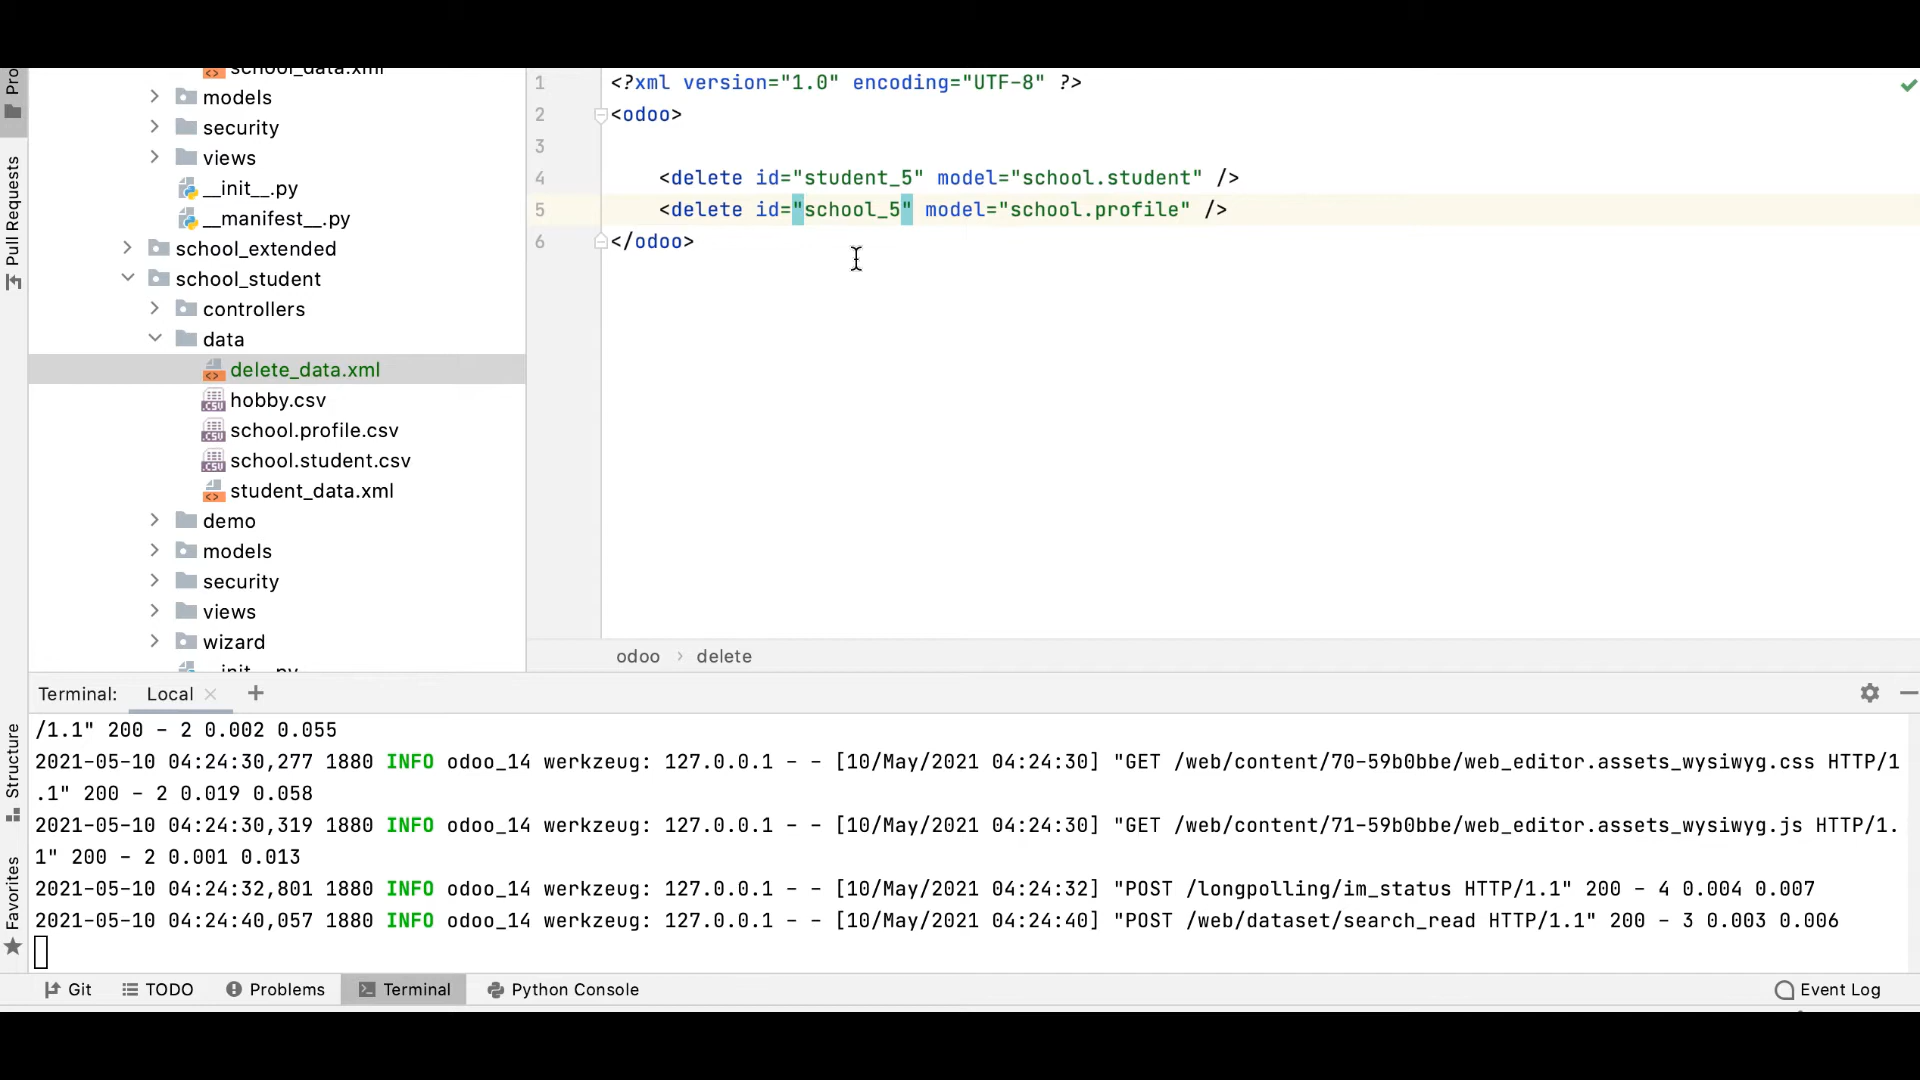 Pro
school_data.xml
models
security
views
__init__.py
__manifest__.py
school_extended
school_student
controllers
data
delete_data.xml
hobby.csv
school.profile.csv
school.student.csv
student_data.xml
demo
models
security
views
wizard
__init__.py
Pull Requests
Structure
Favorites
1 <?xml version="1.0" encoding="UTF-8" ?>
2 <odoo>
3
4 <delete id="student_5" model="school.student" />
5 <delete id="school_5" model="school.profile" />
6 </odoo>
odoo › delete
Terminal: Local × +
/1.1" 200 - 2 0.002 0.055
2021-05-10 04:24:30,277 1880 INFO odoo_14 werkzeug: 127.0.0.1 - - [10/May/2021 04:24:30] "GET /web/content/70-59b0bbe/web_editor.assets_wysiwyg.css HTTP/1
.1" 200 - 2 0.019 0.058
2021-05-10 04:24:30,319 1880 INFO odoo_14 werkzeug: 127.0.0.1 - - [10/May/2021 04:24:30] "GET /web/content/71-59b0bbe/web_editor.assets_wysiwyg.js HTTP/1.
1" 200 - 2 0.001 0.013
2021-05-10 04:24:32,801 1880 INFO odoo_14 werkzeug: 127.0.0.1 - - [10/May/2021 04:24:32] "POST /longpolling/im_status HTTP/1.1" 200 - 4 0.004 0.007
2021-05-10 04:24:40,057 1880 INFO odoo_14 werkzeug: 127.0.0.1 - - [10/May/2021 04:24:40] "POST /web/dataset/search_read HTTP/1.1" 200 - 3 0.003 0.006
Git TODO Problems Terminal Python Console Event Log